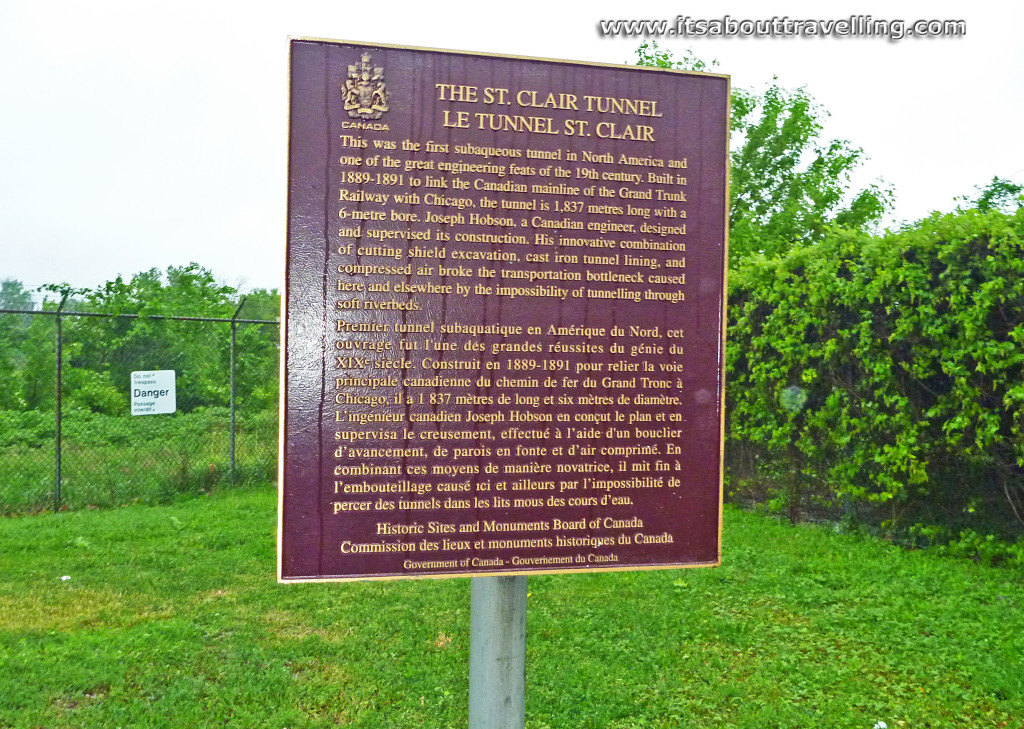 www.itsabouttravelling.com
CANADA
THE ST. CLAIR TUNNEL
LE TUNNEL ST. CLAIR
This was the first subaqueous tunnel in North America and
one of the great engineering feats of the 19th century. Built in
1889-1891 to link the Canadian mainline of the Grand Trunk
Railway with Chicago, the tunnel is 1,837 metres long with a
6-metre bore. Joseph Hobson, a Canadian engineer, designed
and supervised its construction. His innovative combination
of cutting shield excavation, cast iron tunnel lining, and
compressed air broke the transportation bottleneck caused
here and elsewhere by the impossibility of tunnelling through
soft riverbeds.
Premier tunnel subaquatique en Amérique du Nord, cet
ouvrage fut l'une des grandes réussites du génie du
XIXe siècle. Construit en 1889-1891 pour relier la voie
principale canadienne du chemin de fer du Grand Tronc à
Chicago, il a 1 837 mètres de long et six mètres de diamètre.
L'ingénieur canadien Joseph Hobson en conçut le plan et en
supervisa le creusement, effectué à l'aide d'un bouclier
d'avancement, de parois en fonte et d'air comprimé. En
combinant ces moyens de manière novatrice, il mit fin à
l'embouteillage causé ici et ailleurs par l'impossibilité de
percer des tunnels dans les lits mous des cours d'eau.
Historic Sites and Monuments Board of Canada
Commission des lieux et monuments historiques du Canada
Government of Canada - Gouvernement du Canada
Do not
trespass
Danger
Passage
interdit